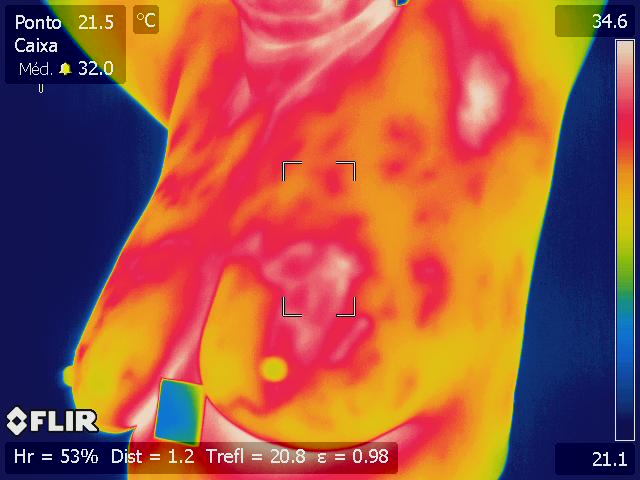 Ponto 21.5 °C
Caixa
Méd. 32.0
34.6
FLIR
Hr = 53% Dist = 1.2 Trefl = 20.8 ε = 0.98
21.1